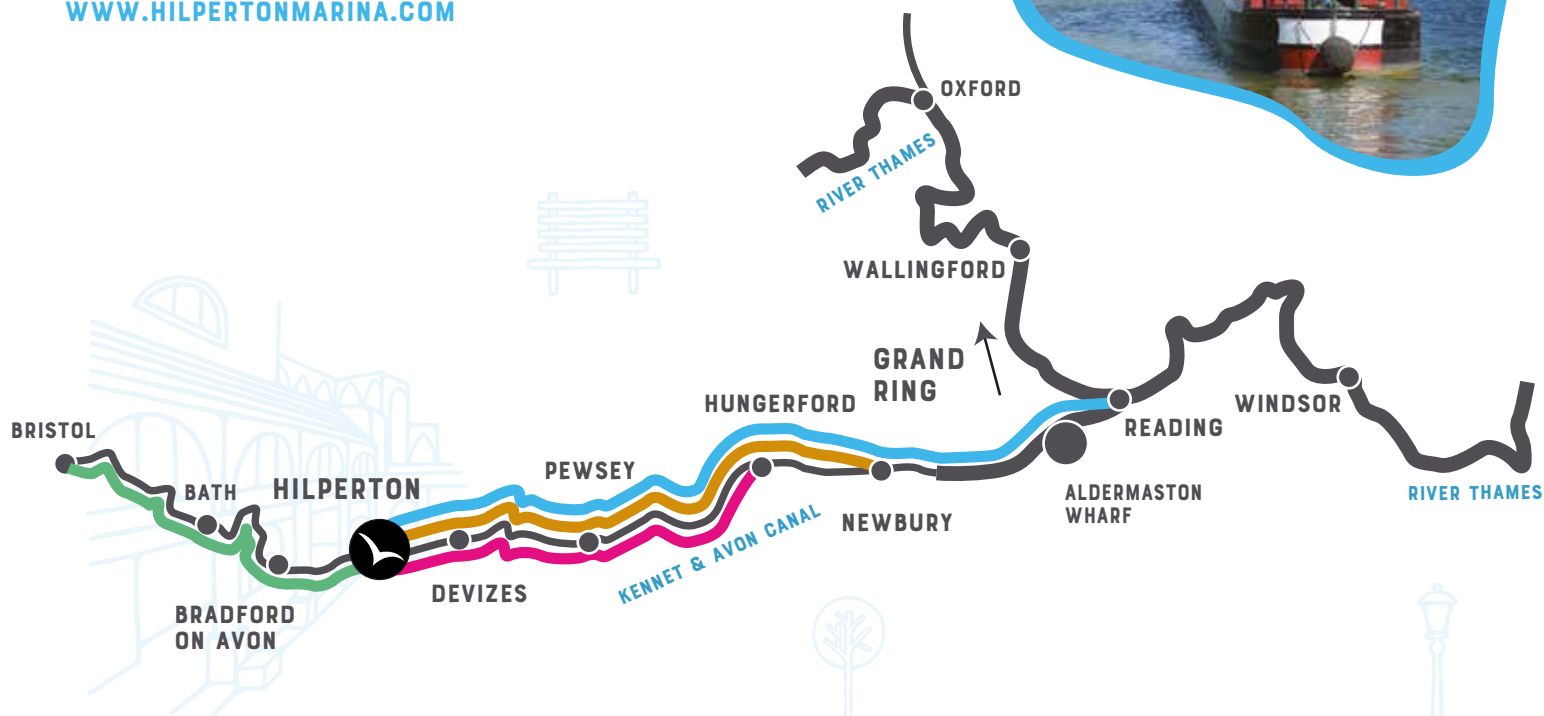 WWW.HILPERTONMARINA.COM
OXFORD
RIVER THAMES
WALLINGFORD
GRAND
RING
HUNGERFORD
READING
WINDSOR
BRISTOL
BATH
HILPERTON
PEWSEY
RIVER THAMES
ALDERMASTON
WHARF
NEWBURY
KENNET & AVON CANAL
DEVIZES
BRADFORD
ON AVON